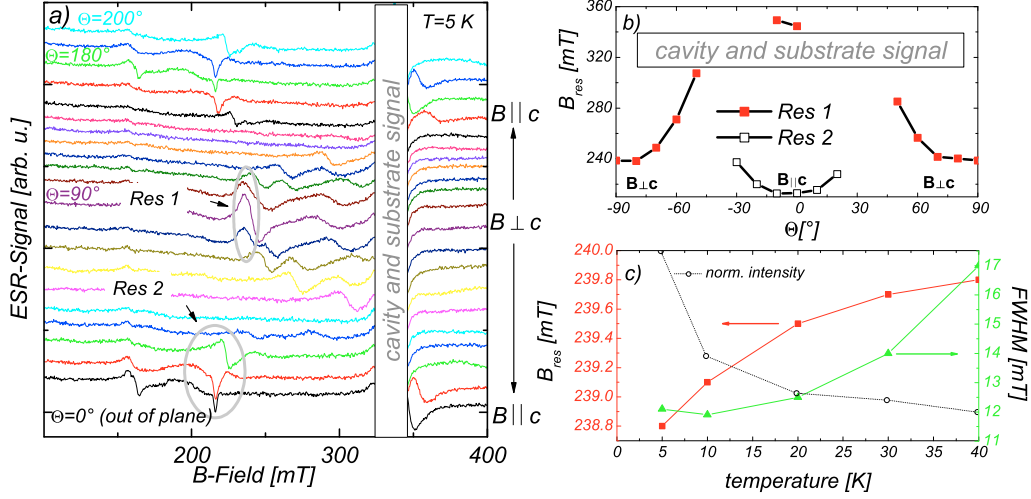 a)
Θ=200°
T=5 K
Θ=180°
B || c
Θ=90°
Res 1
B ⊥ c
Res 2
Θ=0° (out of plane)
B || c
cavity and substrate signal
ESR-Signal [arb. u.]
200
300
400
B-Field [mT]
b)
cavity and substrate signal
Res 1
Res 2
B⊥c
B||c
B⊥c
B_res [mT]
360
320
280
240
-90
-60
-30
0
30
60
90
Θ[°]
c)
norm. intensity
B_res [mT]
240.0
239.8
239.6
239.4
239.2
239.0
238.8
0
5
10
15
20
25
30
35
40
temperature [K]
17
16
15
14
13
12
11
FWHM [mT]